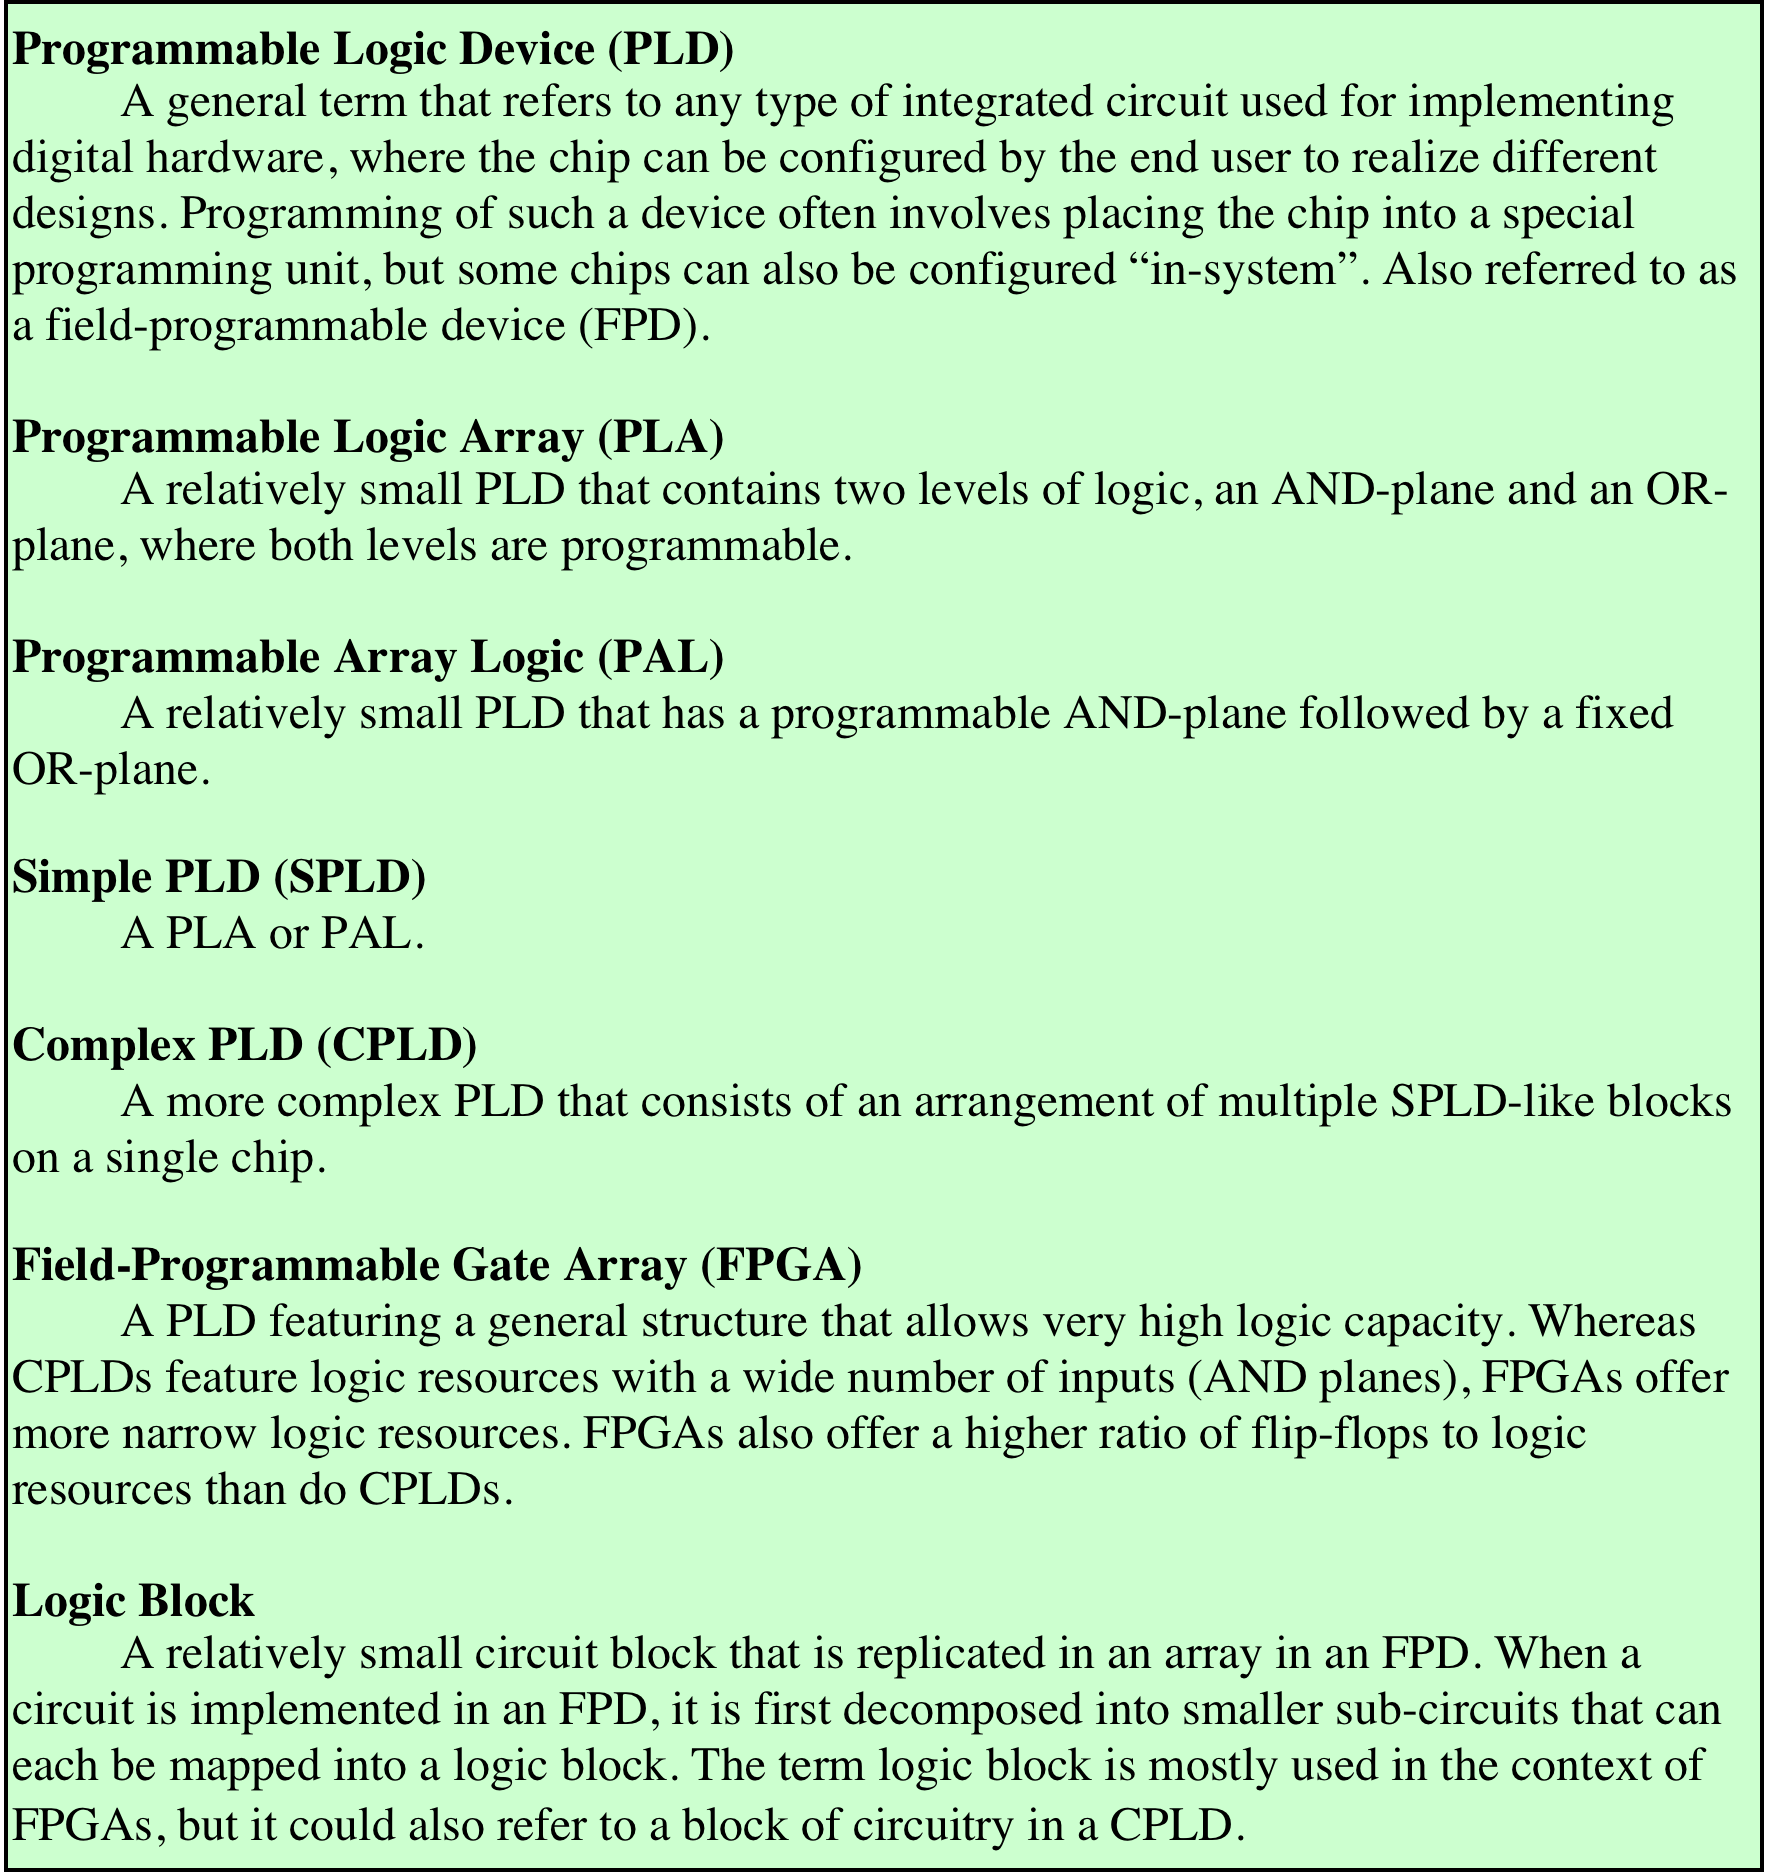 Programmable Logic Device (PLD)
A general term that refers to any type of integrated circuit used for implementing
digital hardware, where the chip can be configured by the end user to realize different
designs. Programming of such a device often involves placing the chip into a special
programming unit, but some chips can also be configured “in-system”. Also referred to as
a field-programmable device (FPD).
Programmable Logic Array (PLA)
A relatively small PLD that contains two levels of logic, an AND-plane and an OR-
plane, where both levels are programmable.
Programmable Array Logic (PAL)
A relatively small PLD that has a programmable AND-plane followed by a fixed
OR-plane.
Simple PLD (SPLD)
A PLA or PAL.
Complex PLD (CPLD)
A more complex PLD that consists of an arrangement of multiple SPLD-like blocks
on a single chip.
Field-Programmable Gate Array (FPGA)
A PLD featuring a general structure that allows very high logic capacity. Whereas
CPLDs feature logic resources with a wide number of inputs (AND planes), FPGAs offer
more narrow logic resources. FPGAs also offer a higher ratio of flip-flops to logic
resources than do CPLDs.
Logic Block
A relatively small circuit block that is replicated in an array in an FPD. When a
circuit is implemented in an FPD, it is first decomposed into smaller sub-circuits that can
each be mapped into a logic block. The term logic block is mostly used in the context of
FPGAs, but it could also refer to a block of circuitry in a CPLD.